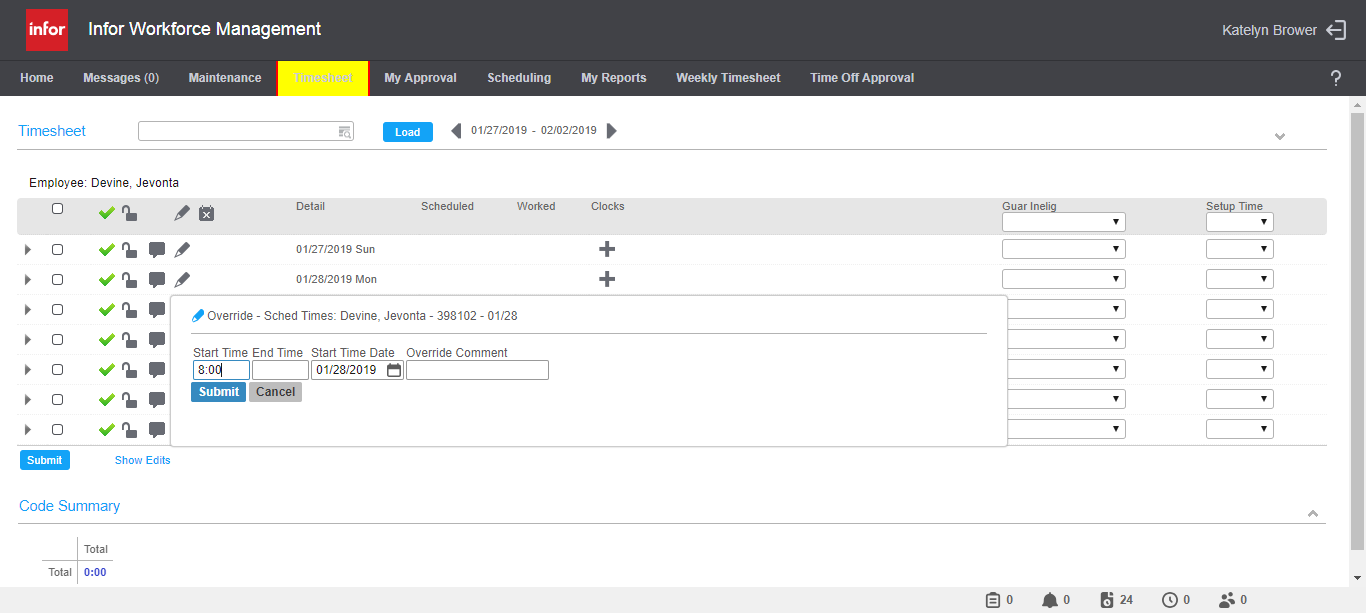 infor Infor Workforce Management Katelyn Brower
Home Messages (0) Maintenance Timesheet My Approval Scheduling My Reports Weekly Timesheet Time Off Approval ?
Timesheet Load 01/27/2019 - 02/02/2019
Employee: Devine, Jevonta
Detail Scheduled Worked Clocks Guar Inelig Setup Time
01/27/2019 Sun
01/28/2019 Mon
Override - Sched Times: Devine, Jevonta - 398102 - 01/28
Start Time End Time Start Time Date Override Comment
8:00 01/28/2019
Submit Cancel
Submit Show Edits
Code Summary
Total
Total 0:00
0 0 24 0 0